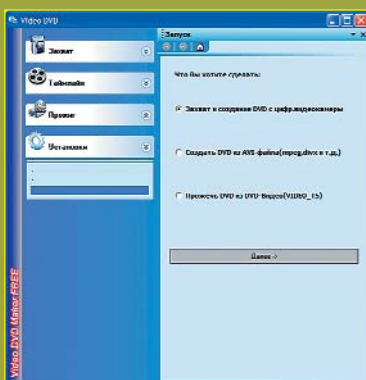 Video DVD
Захват
Таймлайн
Прожиг
Установки
Запуск
Что Вы хотите сделать:
Захват и создание DVD с цифр.видеокамеры
Создать DVD из AVI-файла(mpeg,divx и т.д.)
Прожечь DVD из DVD-Видео(VIDEO_TS)
Далее ->
Video DVD Maker FREE